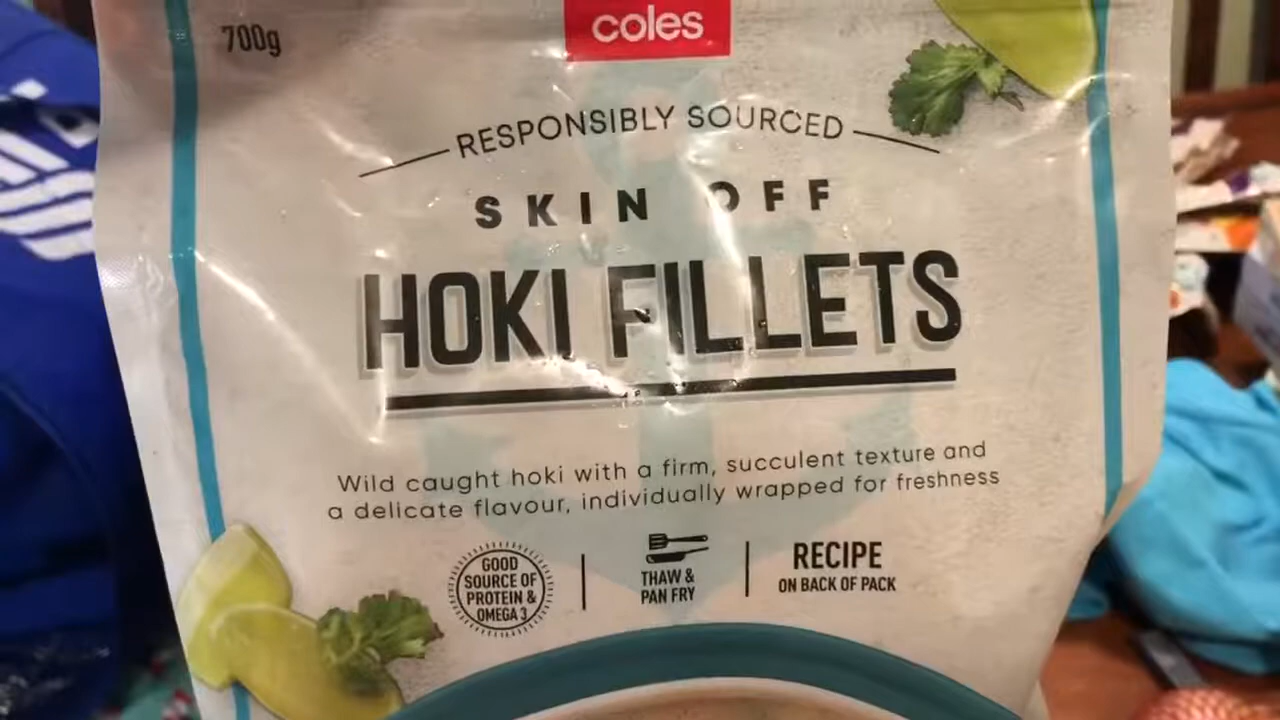 coles
700g
RESPONSIBLY SOURCED
SKIN OFF
HOKI FILLETS
Wild caught hoki with a firm, succulent texture and
a delicate flavour, individually wrapped for freshness
GOOD
SOURCE OF
PROTEIN &
OMEGA 3
THAW &
PAN FRY
RECIPE
ON BACK OF PACK